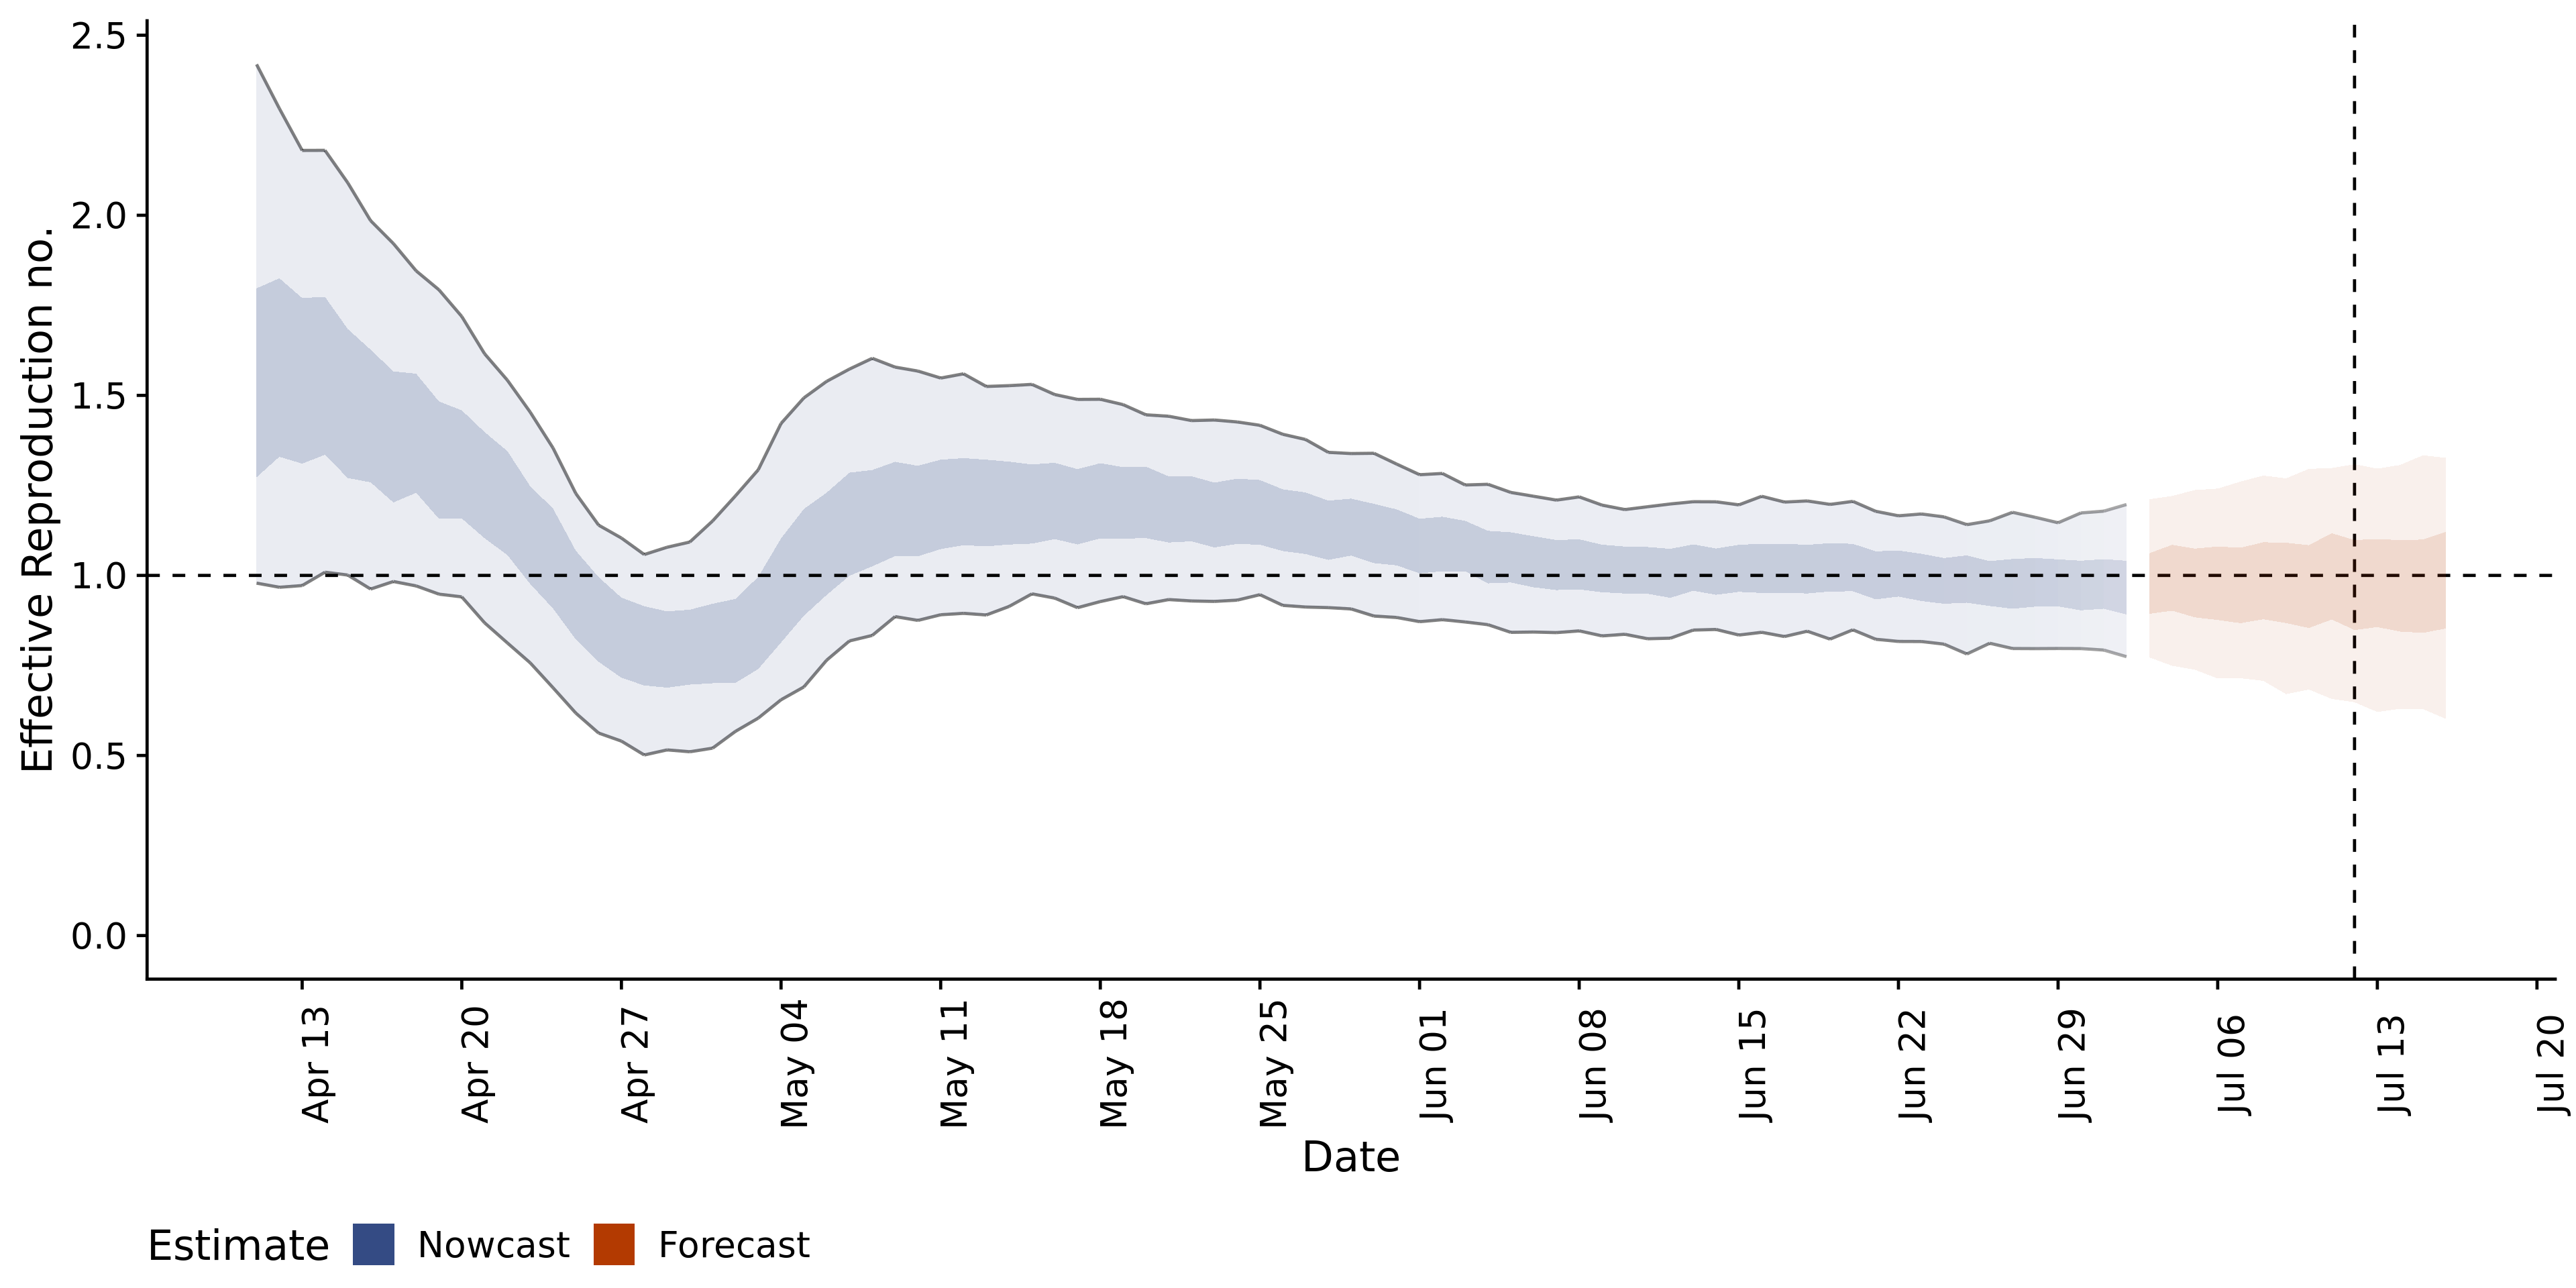 Effective Reproduction no.
2.5
2.0
1.5
1.0
0.5
0.0
Apr 13
Apr 20
Apr 27
May 04
May 11
May 18
May 25
Jun 01
Jun 08
Jun 15
Jun 22
Jun 29
Jul 06
Jul 13
Jul 20
Date
Estimate Nowcast Forecast